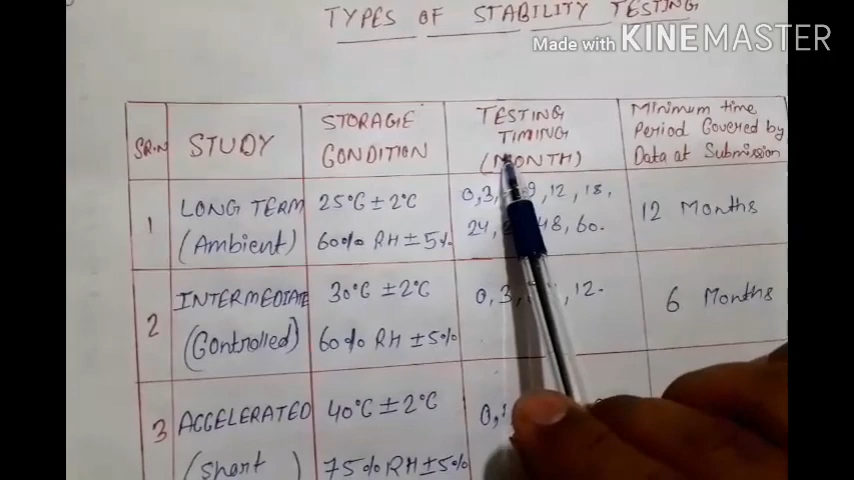 TYPES OF STABILITY TESTING
Made with KINEMASTER
SR.N
STUDY
STORAGE
CONDITION
TESTING
TIMING
(MONTH)
Minimum time
Period Covered by
Data at Submission
1
LONG TERM
(Ambient)
25°C ± 2°C
60% RH ± 5%
0, 3, 9, 12, 18,
24, 48, 60.
12 Months
2
INTERMEDIATE
(Controlled)
30°C ± 2°C
60% RH ± 5%
0, 3, 12.
6 Months
3
ACCELERATED
(Short )
40°C ± 2°C
75% RH ± 5%
0,